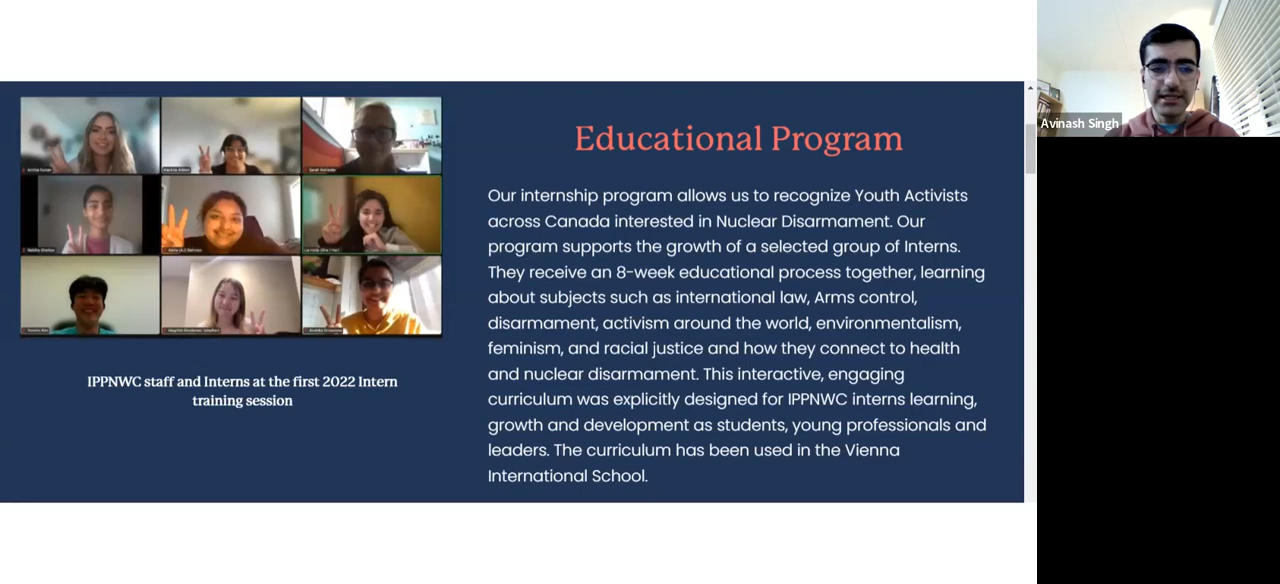 Educational Program
Our internship program allows us to recognize Youth Activists
across Canada interested in Nuclear Disarmament. Our
program supports the growth of a selected group of Interns.
They receive an 8-week educational process together, learning
about subjects such as international law, Arms control,
disarmament, activism around the world, environmentalism,
feminism, and racial justice and how they connect to health
and nuclear disarmament. This interactive, engaging
curriculum was explicitly designed for IPPNWC interns learning,
growth and development as students, young professionals and
leaders. The curriculum has been used in the Vienna
International School.
IPPNWC staff and Interns at the first 2022 Intern
training session
Avinash Singh